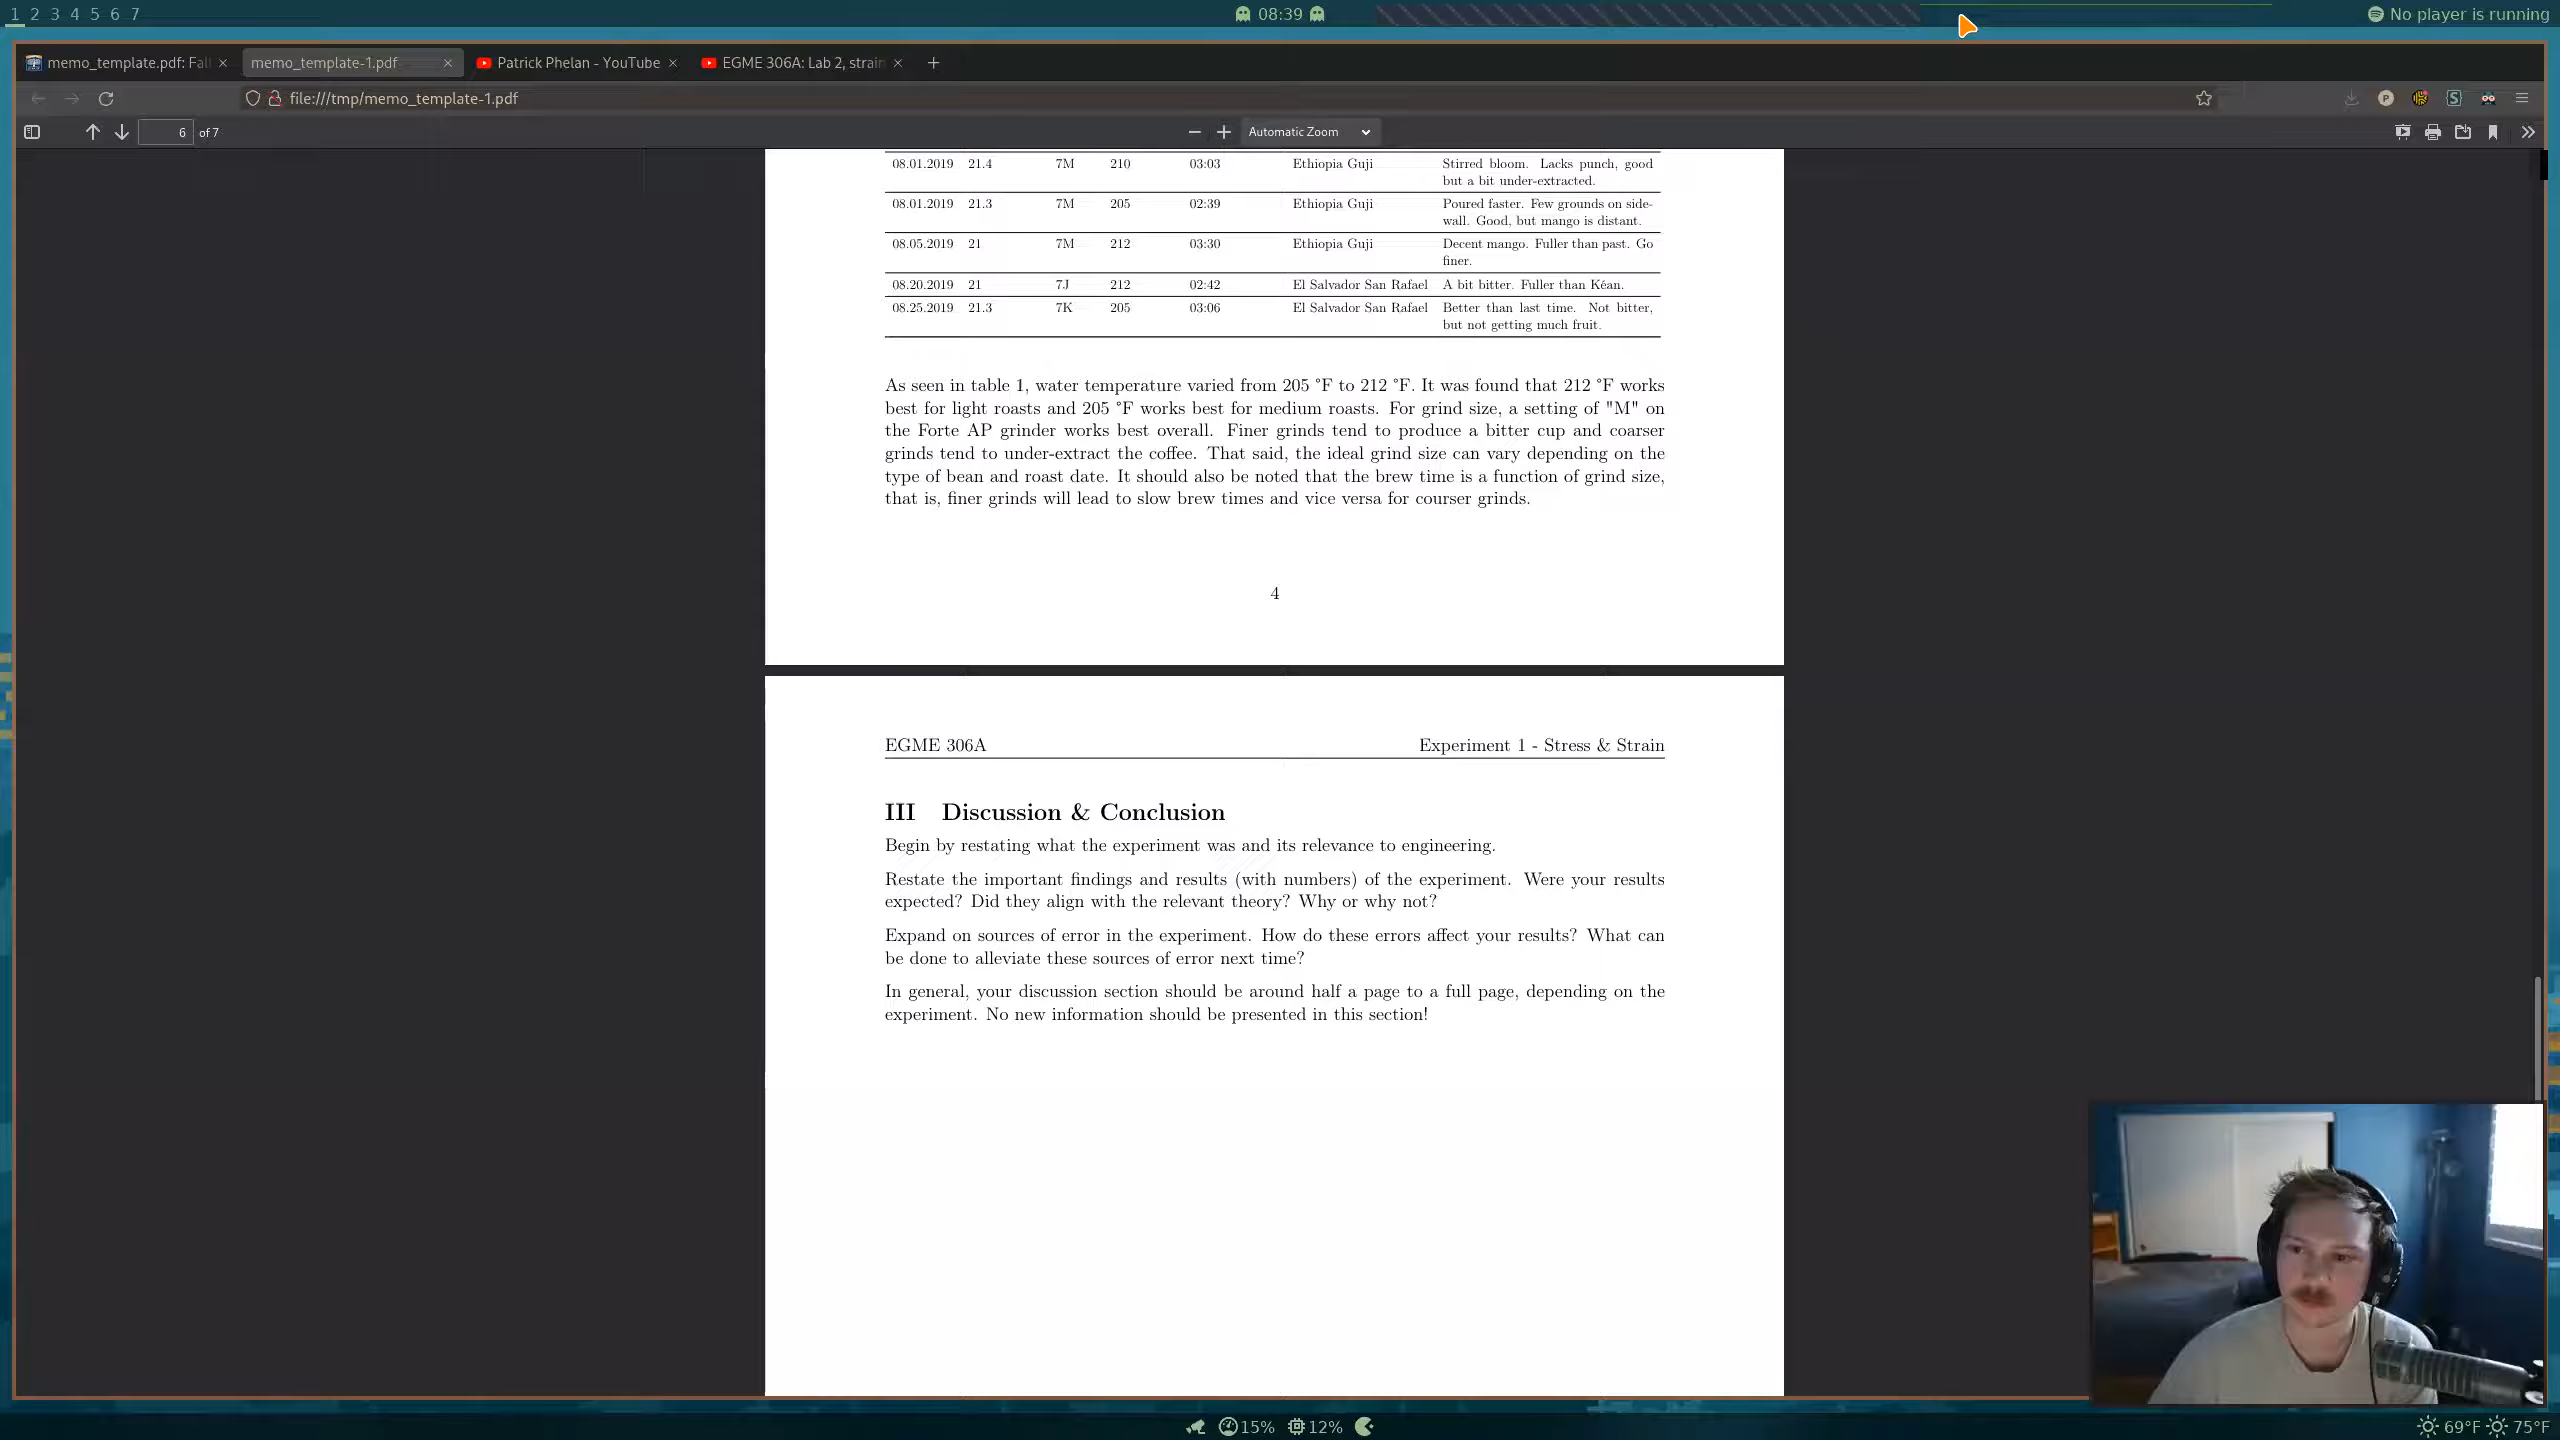 1 2 3 4 5 6 7
08:39
No player is running
memo_template.pdf: Fal
memo_template-1.pdf
Patrick Phelan - YouTube
EGME 306A: Lab 2, strain
file:///tmp/memo_template-1.pdf
6 of 7
Automatic Zoom
08.01.2019 21.4 7M 210 03:03 Ethiopia Guji Stirred bloom. Lacks punch, good
but a bit under-extracted.
08.01.2019 21.3 7M 205 02:39 Ethiopia Guji Poured faster. Few grounds on side-
wall. Good, but mango is distant.
08.05.2019 21 7M 212 03:30 Ethiopia Guji Decent mango. Fuller than past. Go
finer.
08.20.2019 21 7J 212 02:42 El Salvador San Rafael A bit bitter. Fuller than Kéan.
08.25.2019 21.3 7K 205 03:06 El Salvador San Rafael Better than last time. Not bitter,
but not getting much fruit.
As seen in table 1, water temperature varied from 205 °F to 212 °F. It was found that 212 °F works
best for light roasts and 205 °F works best for medium roasts. For grind size, a setting of "M" on
the Forte AP grinder works best overall. Finer grinds tend to produce a bitter cup and coarser
grinds tend to under-extract the coffee. That said, the ideal grind size can vary depending on the
type of bean and roast date. It should also be noted that the brew time is a function of grind size,
that is, finer grinds will lead to slow brew times and vice versa for courser grinds.
4
EGME 306A Experiment 1 - Stress & Strain
III Discussion & Conclusion
Begin by restating what the experiment was and its relevance to engineering.
Restate the important findings and results (with numbers) of the experiment. Were your results
expected? Did they align with the relevant theory? Why or why not?
Expand on sources of error in the experiment. How do these errors affect your results? What can
be done to alleviate these sources of error next time?
In general, your discussion section should be around half a page to a full page, depending on the
experiment. No new information should be presented in this section!
15% 12%
69°F 75°F